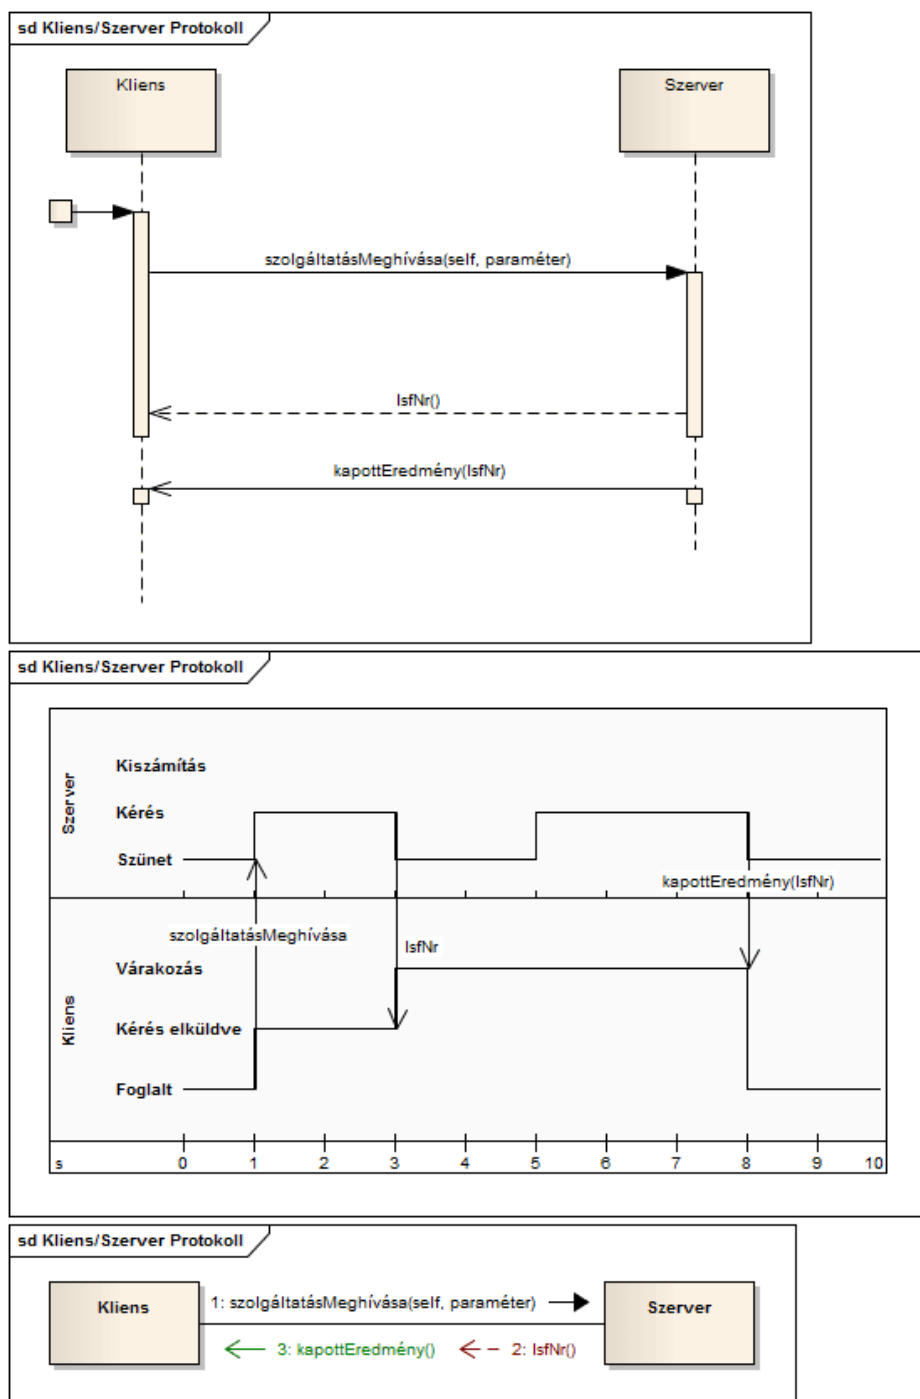 sd Kliens/Szerver Protokoll
Kliens
Szerver
szolgáltatásMeghívása(self, paraméter)
IsfNr()
kapottEredmény(IsfNr)
sd Kliens/Szerver Protokoll
Szerver
Kiszámítás
Kérés
Szünet
kapottEredmény(IsfNr)
szolgáltatásMeghívása
IsfNr
Kliens
Várakozás
Kérés elküldve
Foglalt
s 0 1 2 3 4 5 6 7 8 9 10
sd Kliens/Szerver Protokoll
Kliens
1: szolgáltatásMeghívása(self, paraméter)
Szerver
3: kapottEredmény() 2: IsfNr()